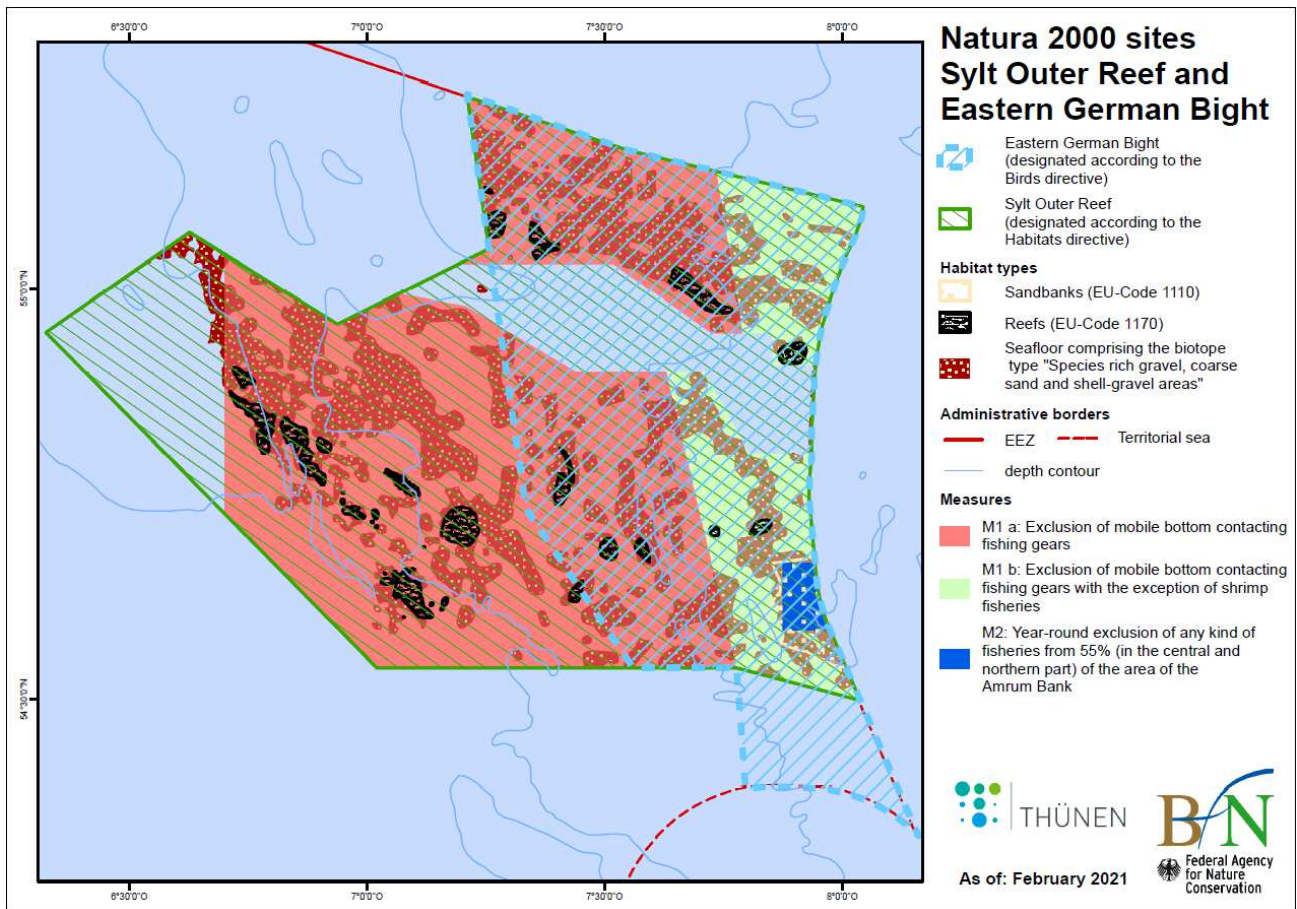 6°30'0"O
7°0'0"O
7°30'0"O
8°0'0"O
55°0'0"N
54°30'0"N
6°30'0"O
7°0'0"O
7°30'0"O
8°0'0"O
Natura 2000 sites
Sylt Outer Reef and
Eastern German Bight
Eastern German Bight
(designated according to the
Birds directive)
Sylt Outer Reef
(designated according to the
Habitats directive)
Habitat types
Sandbanks (EU-Code 1110)
Reefs (EU-Code 1170)
Seafloor comprising the biotope
type "Species rich gravel, coarse
sand and shell-gravel areas"
Administrative borders
EEZ Territorial sea
depth contour
Measures
M1 a: Exclusion of mobile bottom contacting
fishing gears
M1 b: Exclusion of mobile bottom contacting
fishing gears with the exception of shrimp
fisheries
M2: Year-round exclusion of any kind of
fisheries from 55% (in the central and
northern part) of the area of the
Amrum Bank
THÜNEN
BfN
Federal Agency
for Nature
Conservation
As of: February 2021